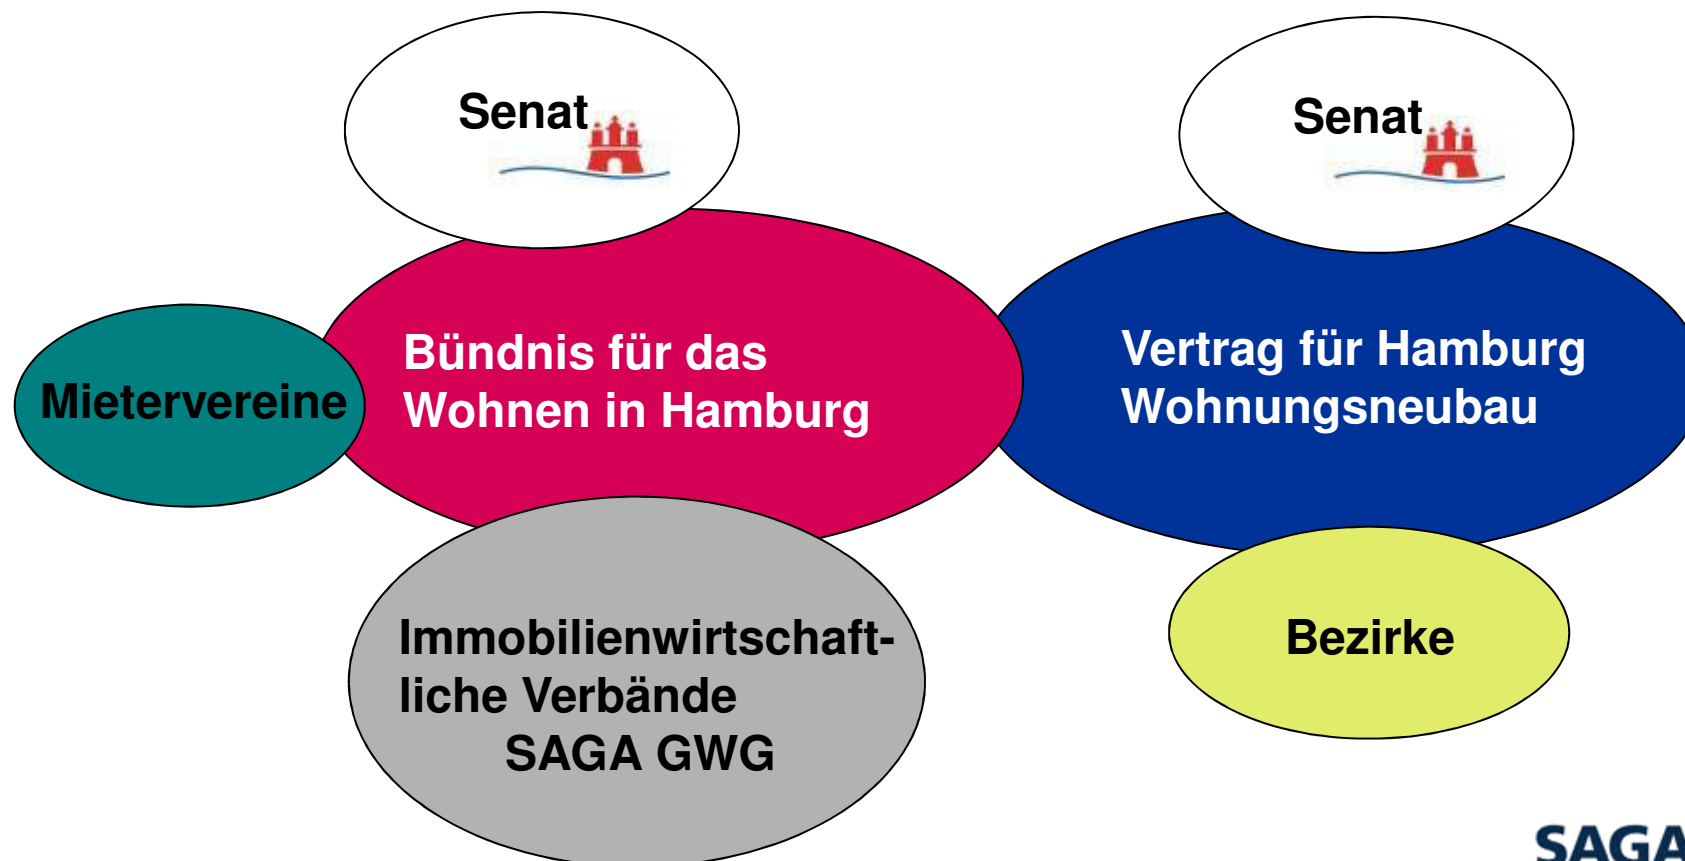 Senat
Senat
Bündnis für das
Wohnen in Hamburg
Vertrag für Hamburg
Wohnungsneubau
Mietervereine
Immobilienwirtschaft-
liche Verbände
SAGA GWG
Bezirke
SAGA